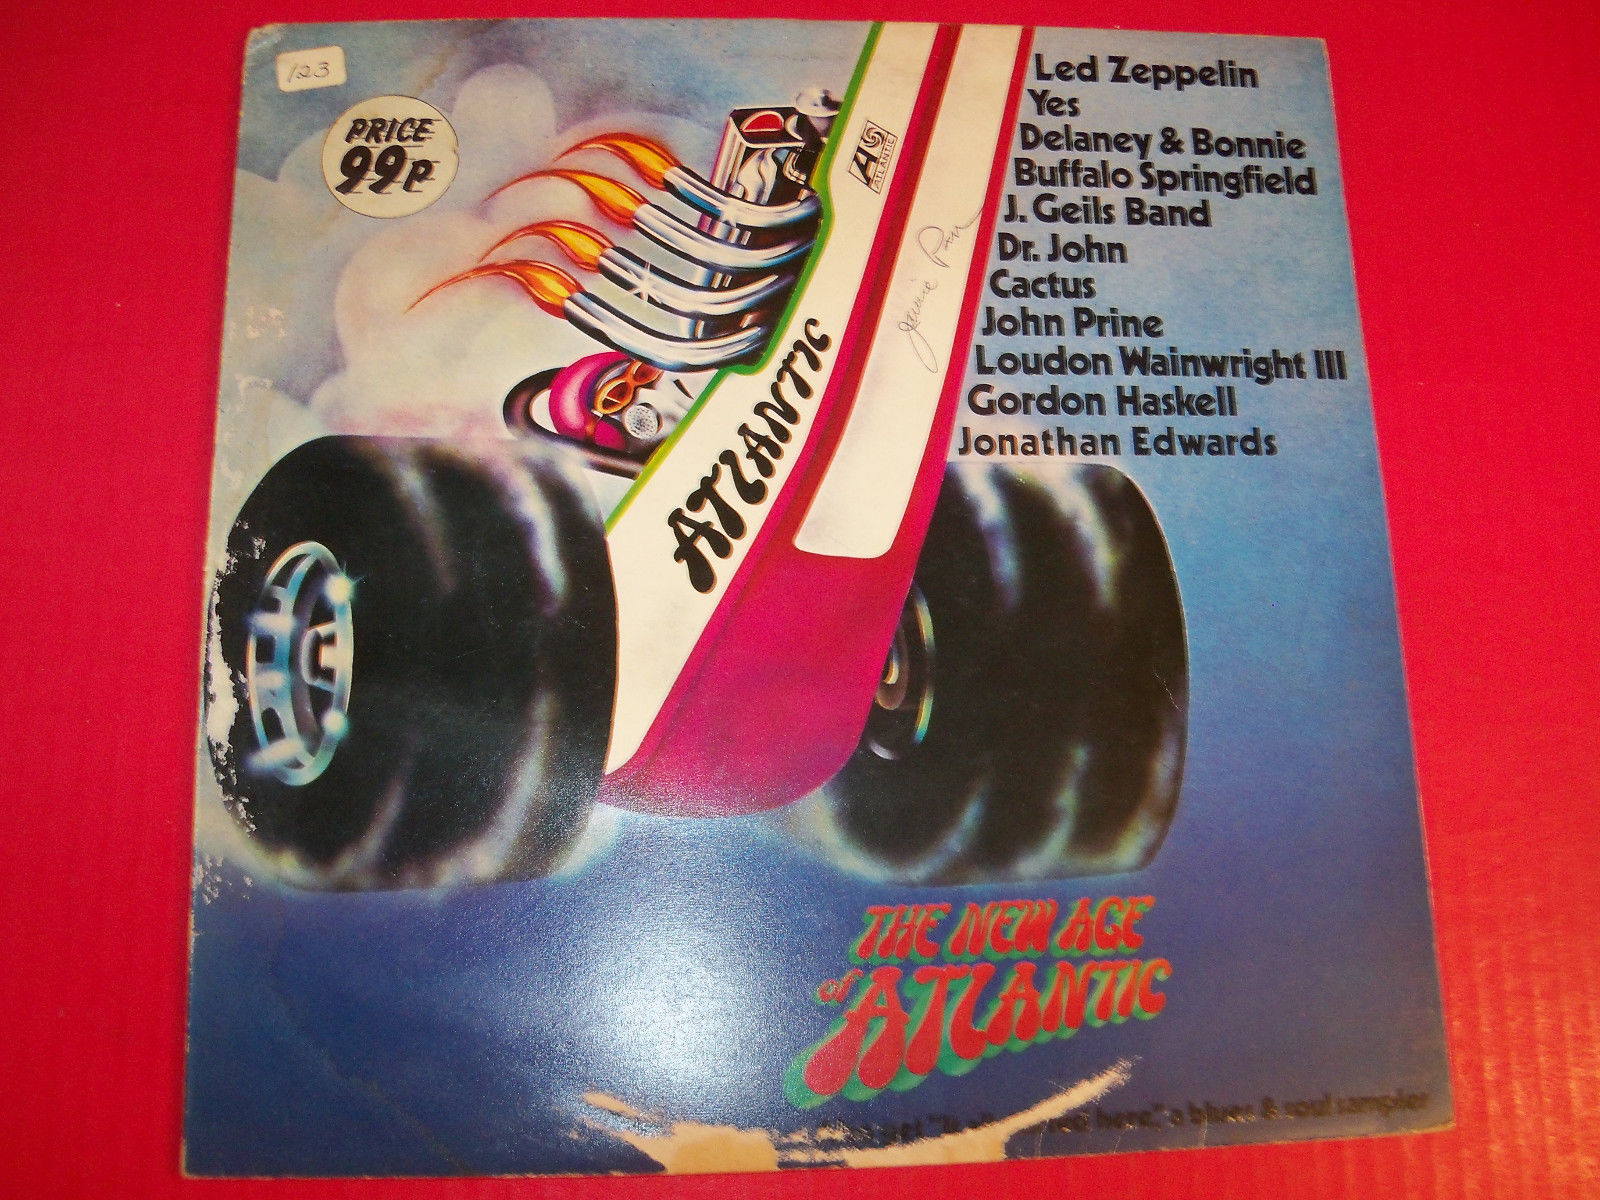 123
PRICE
99P
Led Zeppelin
Yes
Delaney & Bonnie
Buffalo Springfield
J. Geils Band
Dr. John
Cactus
John Prine
Loudon Wainwright III
Gordon Haskell
Jonathan Edwards
ATLANTIC
ATLANTIC
THE NEW AGE
of ATLANTIC
here", a blues & soul sampler